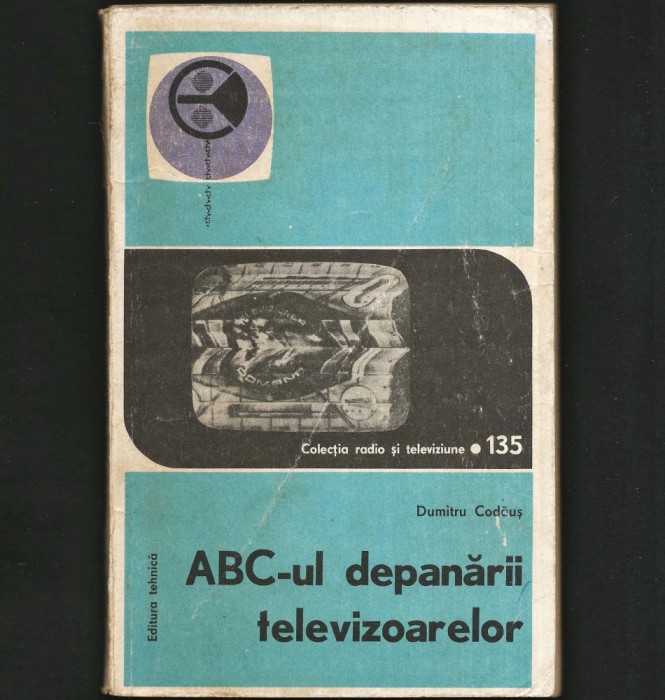 Colecția radio și televiziune • 135
Dumitru Codăuș
ABC-ul depanării
televizoarelor
Editura tehnică